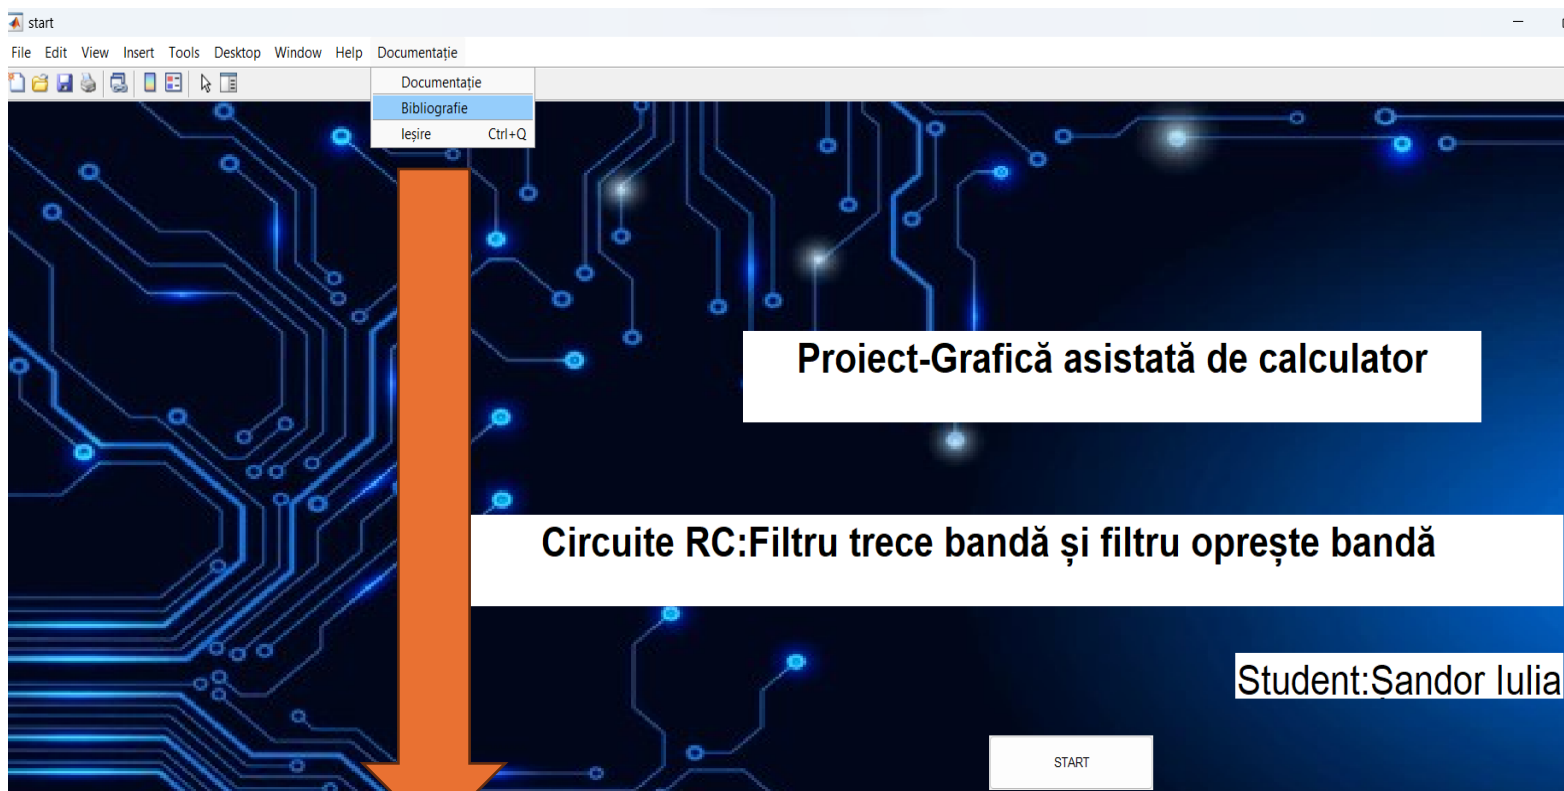 start
File Edit View Insert Tools Desktop Window Help Documentație
Documentație
Bibliografie
Ieșire Ctrl+Q
Proiect-Grafică asistată de calculator
Circuite RC:Filtru trece bandă și filtru oprește bandă
Student:Șandor Iulia
START